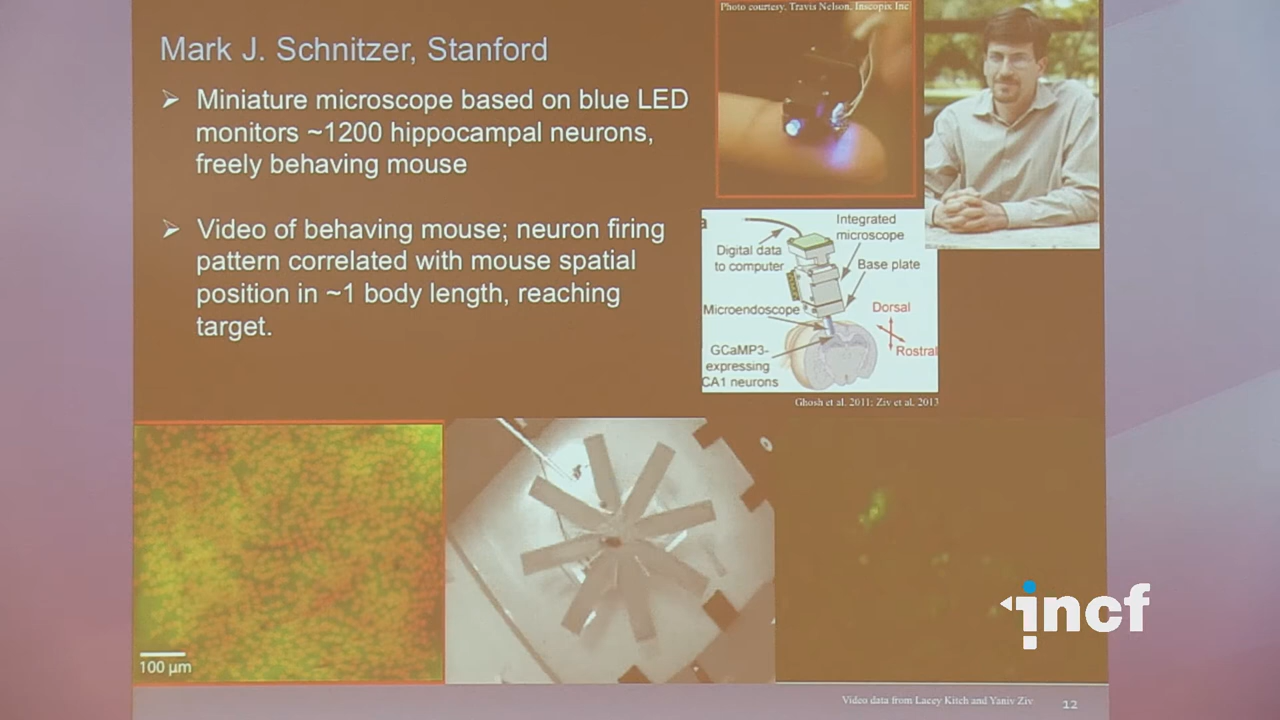 Photo courtesy, Travis Nelson, Inscopix Inc
Mark J. Schnitzer, Stanford
➢ Miniature microscope based on blue LED
monitors ~1200 hippocampal neurons,
freely behaving mouse
➢ Video of behaving mouse; neuron firing
pattern correlated with mouse spatial
position in ~1 body length, reaching
target.
a
Integrated
microscope
Digital data
to computer
Base plate
Microendoscope
Dorsal
Rostral
GCaMP3-
expressing
CA1 neurons
Ghosh et al. 2011; Ziv et al. 2013
100 µm
incf
Video data from Lacey Kitch and Yaniv Ziv
12